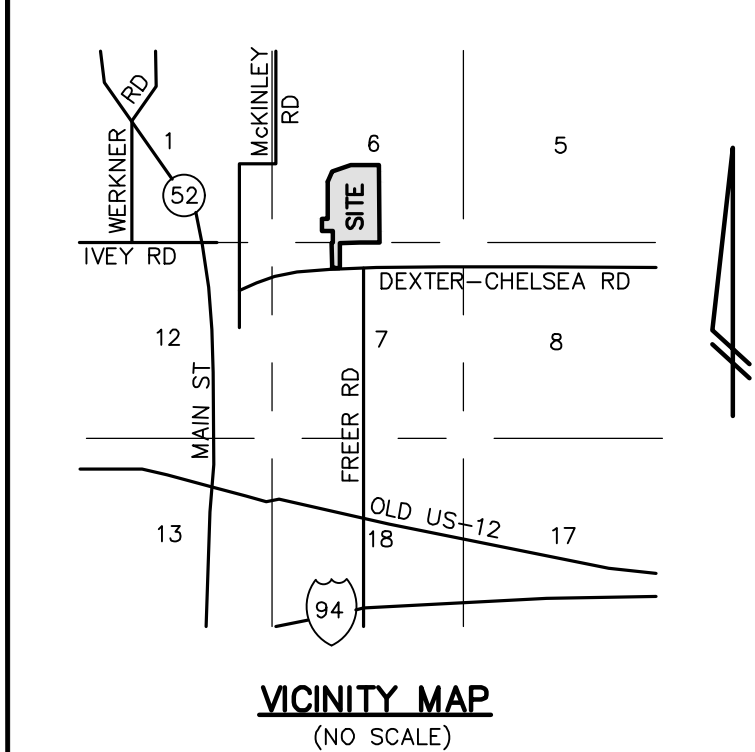 McKINLEY
RD
RD
WERKNER
1
6
5
52
SITE
IVEY RD
DEXTER-CHELSEA RD
12
7
8
MAIN ST
FREER RD
OLD US-12
13
18
17
94
VICINITY MAP
(NO SCALE)